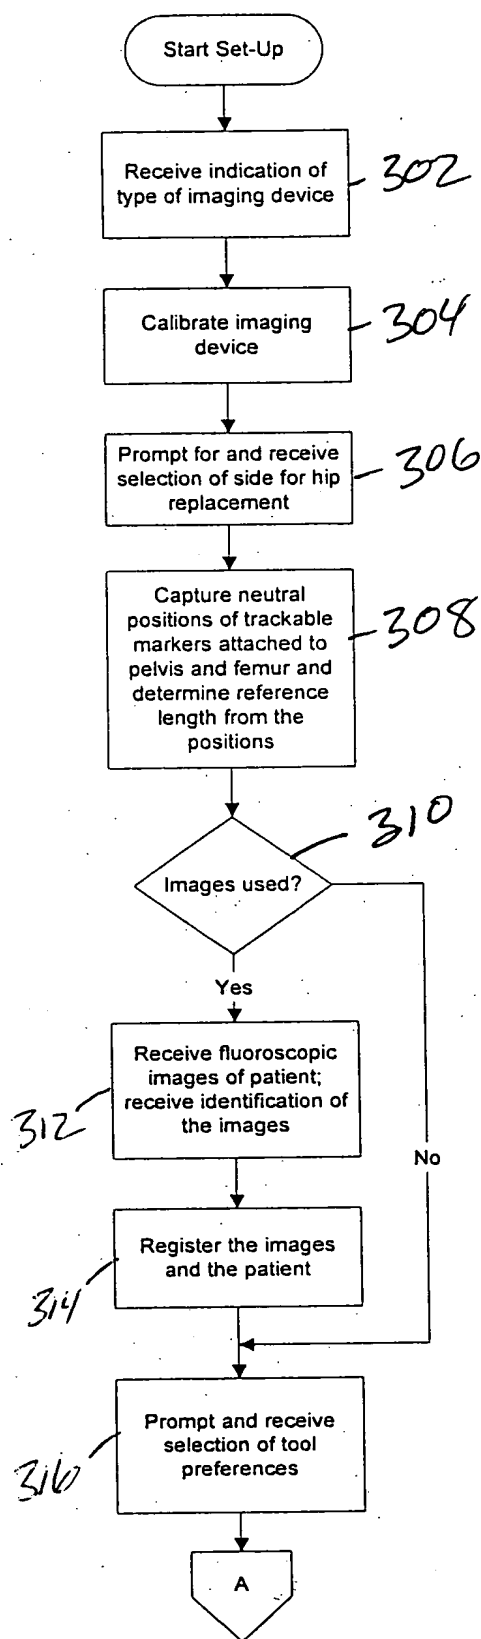 Start Set-Up
Receive indication of
type of imaging device
302
Calibrate imaging
device
304
Prompt for and receive
selection of side for hip
replacement
306
Capture neutral
positions of trackable
markers attached to
pelvis and femur and
determine reference
length from the
positions
308
310
Images used?
Yes
No
Receive fluoroscopic
images of patient;
receive identification of
the images
312
Register the images
and the patient
314
Prompt and receive
selection of tool
preferences
316
A